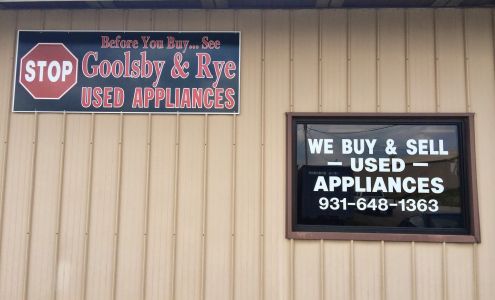 Before You Buy... See
STOP
Goolsby & Rye
USED APPLIANCES
WE BUY & SELL
- USED -
APPLIANCES
931-648-1363